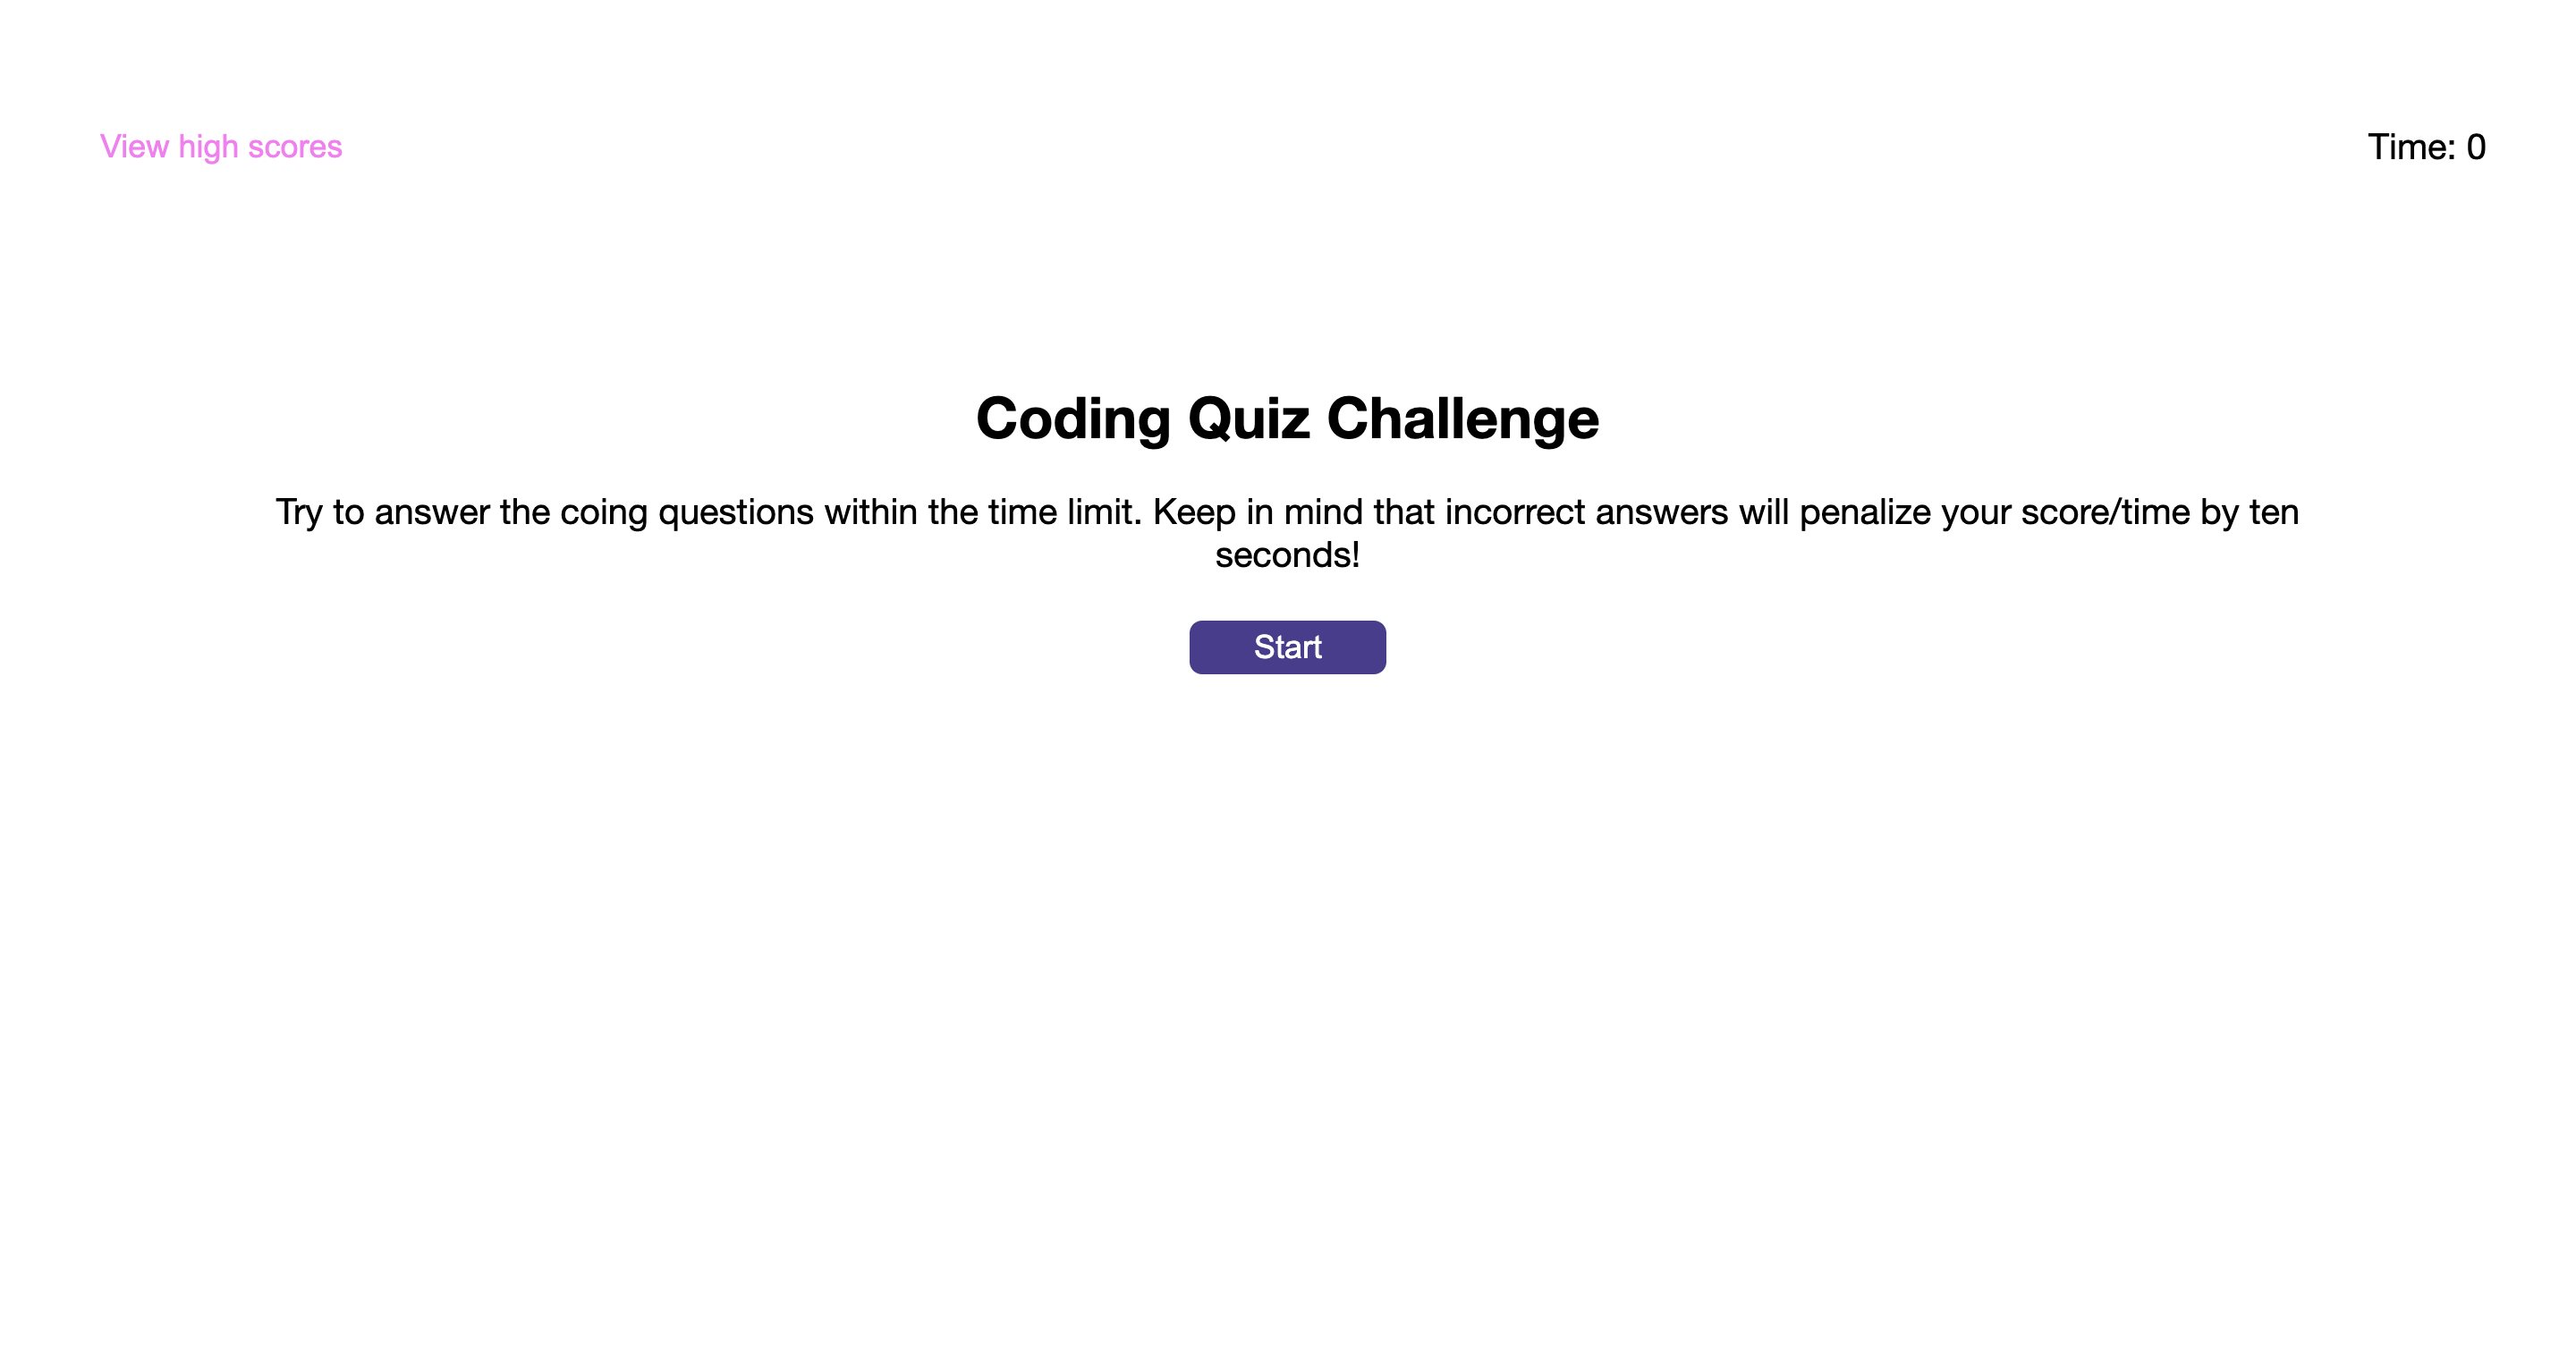 View high scores
Time: 0
Coding Quiz Challenge
Try to answer the coing questions within the time limit. Keep in mind that incorrect answers will penalize your score/time by ten
seconds!
Start